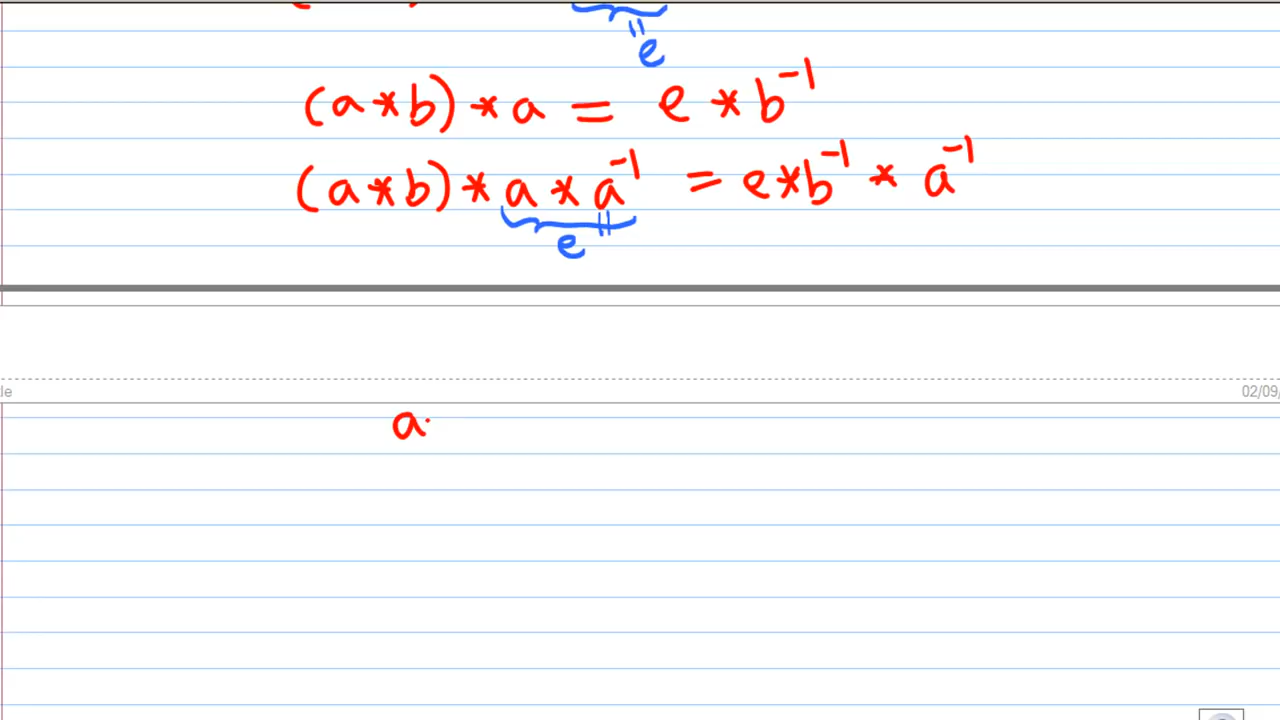 e
(a * b) * a = e * b⁻¹
(a * b) * a * a⁻¹ = e * b⁻¹ * a⁻¹
e
02/09/
a